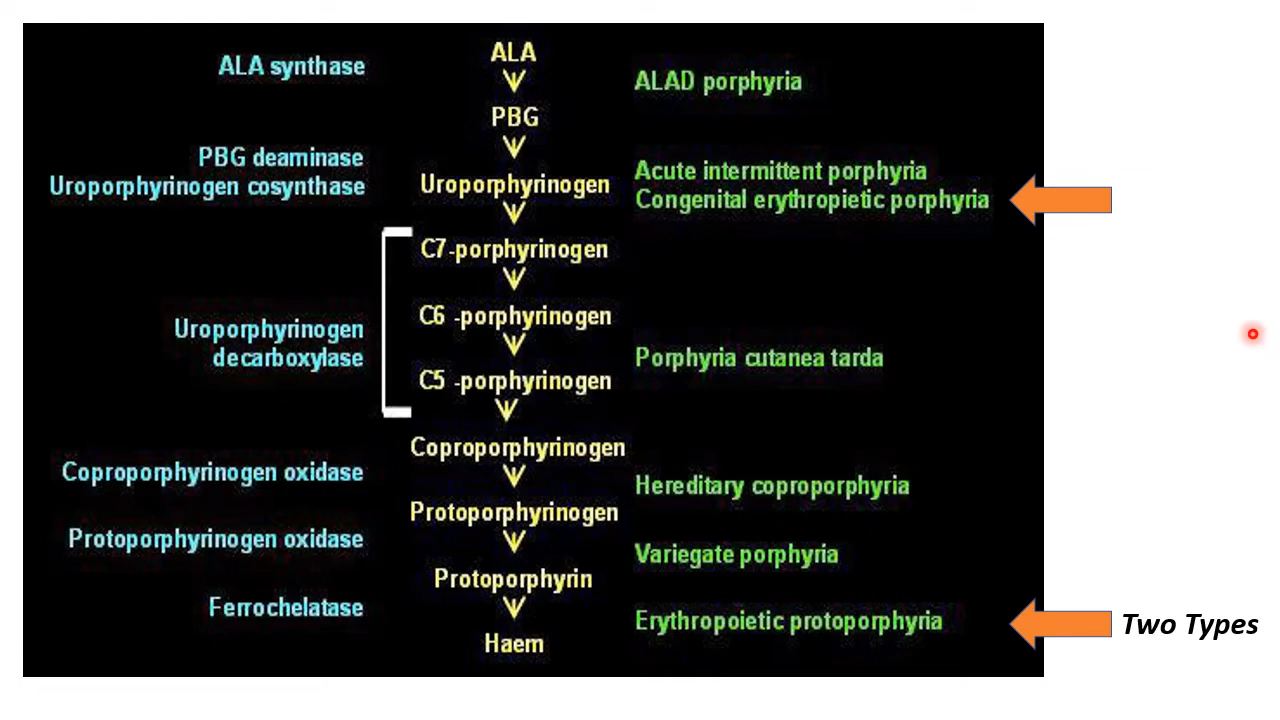 ALA synthase
ALA
ALAD porphyria
PBG
PBG deaminase
Uroporphyrinogen cosynthase
Uroporphyrinogen
Acute intermittent porphyria
Congenital erythropietic porphyria
C7-porphyrinogen
C6 -porphyrinogen
Uroporphyrinogen
decarboxylase
C5 -porphyrinogen
Porphyria cutanea tarda
Coproporphyrinogen
Coproporphyrinogen oxidase
Hereditary coproporphyria
Protoporphyrinogen
Protoporphyrinogen oxidase
Variegate porphyria
Protoporphyrin
Ferrochelatase
Erythropoietic protoporphyria
Two Types
Haem